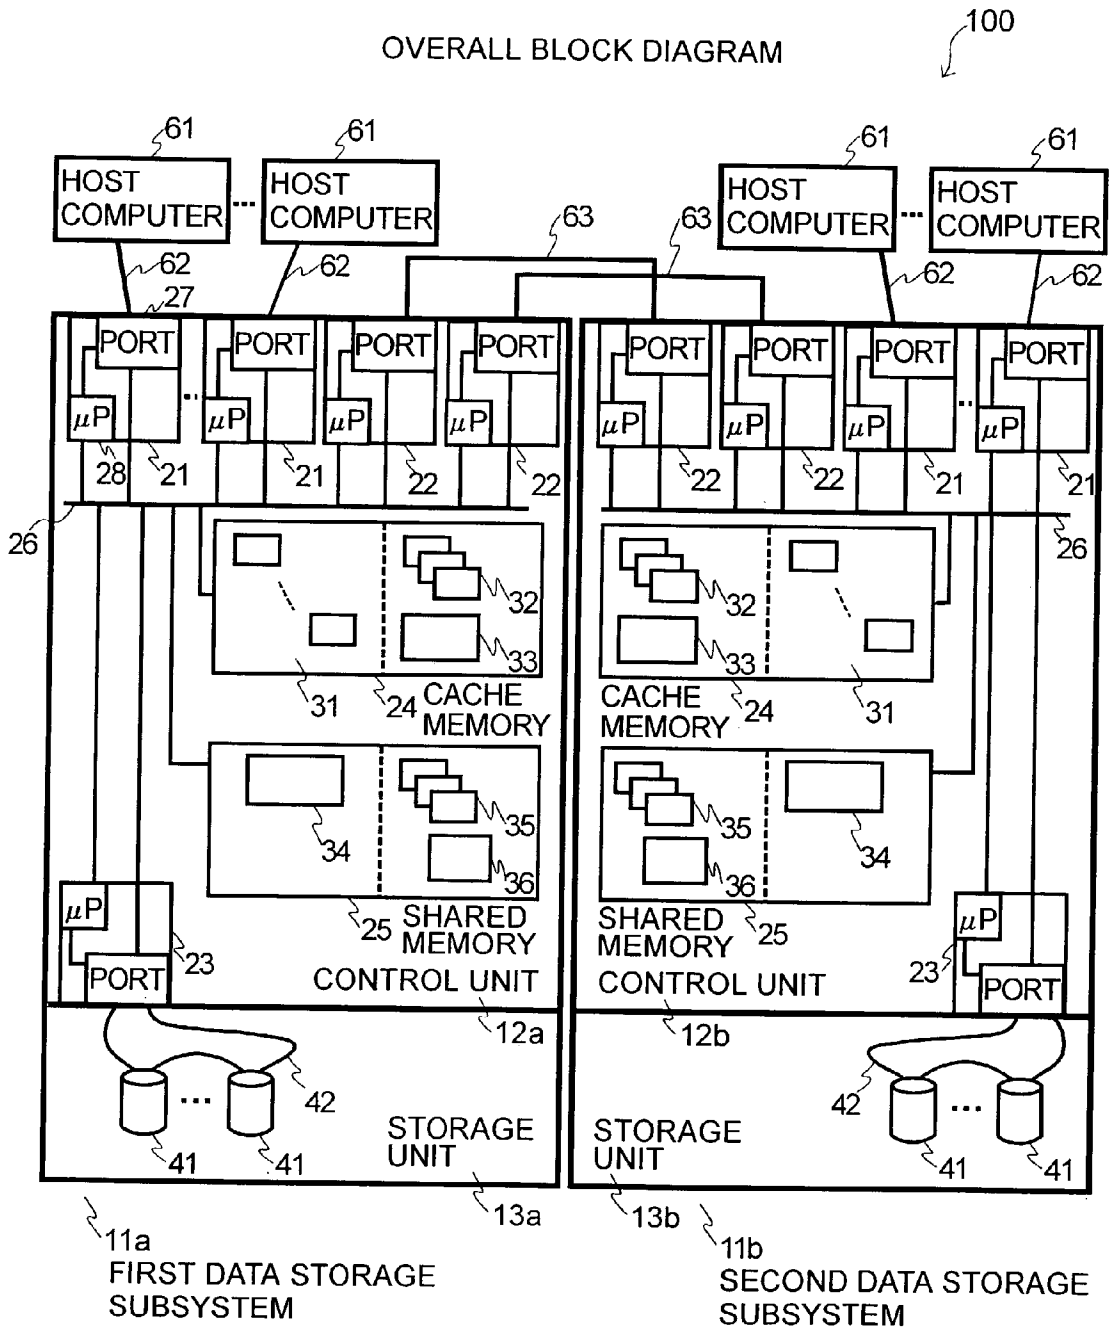 100
OVERALL BLOCK DIAGRAM
61
61
61
61
HOST
COMPUTER
...
HOST
COMPUTER
HOST
COMPUTER
...
HOST
COMPUTER
63
63
62
62
62
62
27
PORT
PORT
PORT
PORT
PORT
PORT
PORT
PORT
...
...
μP
μP
μP
μP
μP
μP
μP
μP
28
21
21
22
22
22
22
21
21
26
26
32
33
31
24
CACHE
MEMORY
32
33
CACHE
MEMORY
24
31
34
35
36
25
SHARED
MEMORY
35
36
34
SHARED
MEMORY
25
μP
PORT
23
CONTROL UNIT
12a
CONTROL UNIT
12b
23
μP
PORT
...
42
41
41
STORAGE
UNIT
13a
STORAGE
UNIT
13b
42
...
41
41
11a
FIRST DATA STORAGE
SUBSYSTEM
11b
SECOND DATA STORAGE
SUBSYSTEM